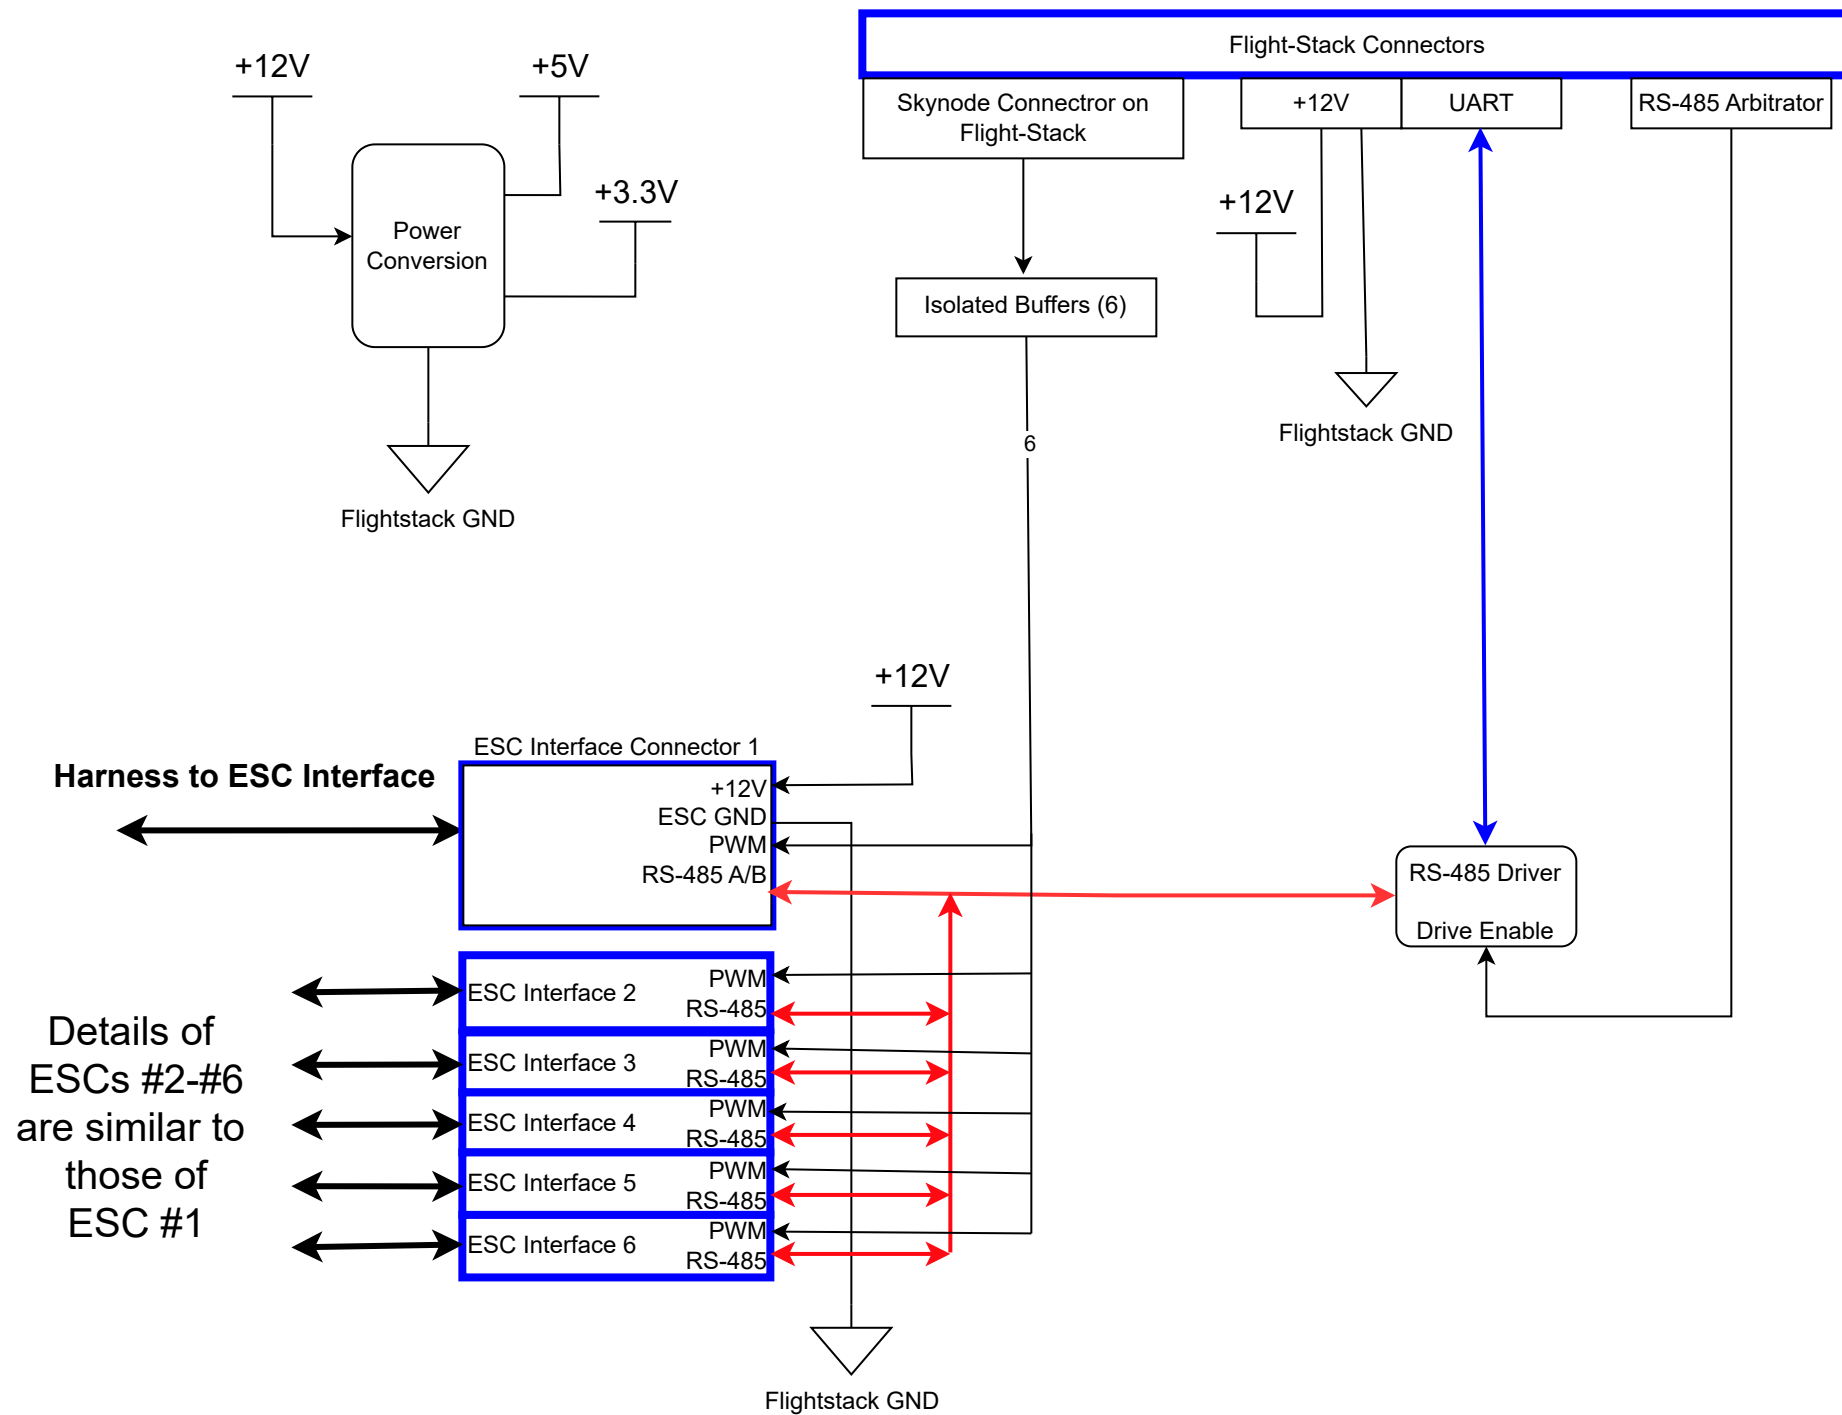 Flight-Stack Connectors
+12V
+5V
Skynode Connectror on
Flight-Stack
+12V
UART
RS-485 Arbitrator
+3.3V
+12V
Power
Conversion
Isolated Buffers (6)
Flightstack GND
6
Flightstack GND
+12V
ESC Interface Connector 1
Harness to ESC Interface
+12V
ESC GND
PWM
RS-485 A/B
RS-485 Driver
Drive Enable
Details of
ESCs #2-#6
are similar to
those of
ESC #1
ESC Interface 2
PWM
RS-485
ESC Interface 3
PWM
RS-485
ESC Interface 4
PWM
RS-485
ESC Interface 5
PWM
RS-485
ESC Interface 6
PWM
RS-485
Flightstack GND